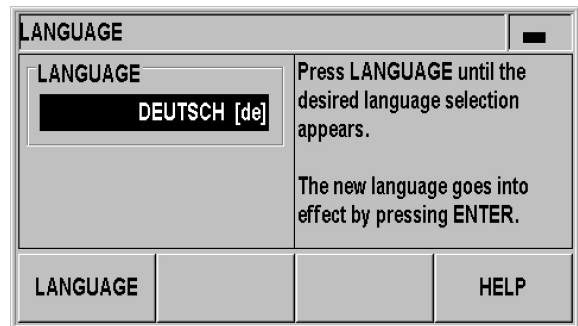 LANGUAGE
LANGUAGE
DEUTSCH [de]
Press LANGUAGE until the
desired language selection
appears.
The new language goes into
effect by pressing ENTER.
LANGUAGE
HELP